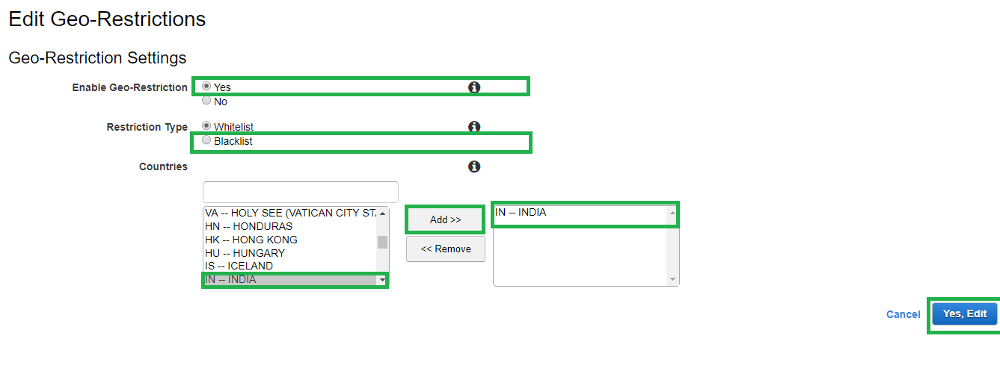 Edit Geo-Restrictions
Geo-Restriction Settings
Enable Geo-Restriction
Yes
No
Restriction Type
Whitelist
Blacklist
Countries
VA -- HOLY SEE (VATICAN CITY STA
HN -- HONDURAS
HK -- HONG KONG
HU -- HUNGARY
IS -- ICELAND
IN -- INDIA
Add >>
<< Remove
IN -- INDIA
Cancel
Yes, Edit